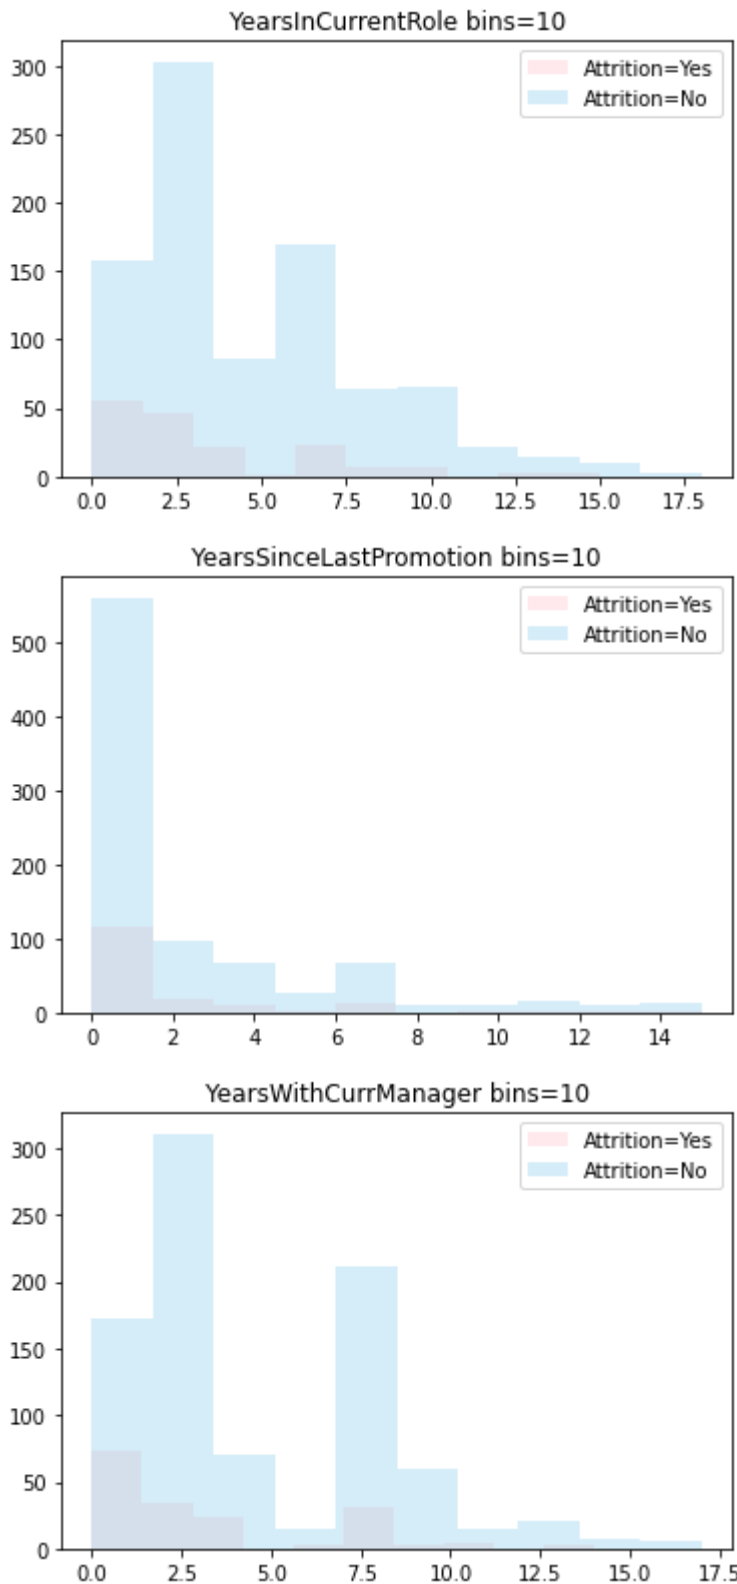 YearsInCurrentRole bins=10
Attrition=Yes
Attrition=No
300
250
200
150
100
50
0
0.0 2.5 5.0 7.5 10.0 12.5 15.0 17.5
YearsSinceLastPromotion bins=10
Attrition=Yes
Attrition=No
500
400
300
200
100
0
0 2 4 6 8 10 12 14
YearsWithCurrManager bins=10
Attrition=Yes
Attrition=No
300
250
200
150
100
50
0
0.0 2.5 5.0 7.5 10.0 12.5 15.0 17.5